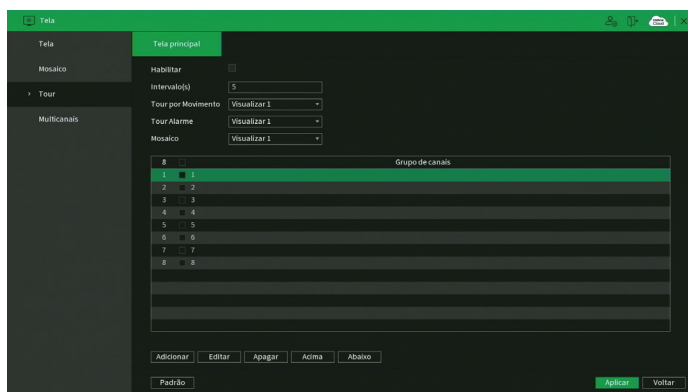 Tela
Tela
Mosaico
Tour
Multicanais
Tela principal
Habilitar
Intervalo(s) 5
Tour por Movimento Visualizar 1
Tour Alarme Visualizar 1
Mosaico Visualizar 1
8 Grupo de canais
1 1
2 2
3 3
4 4
5 5
6 6
7 7
8 8
Adicionar Editar Apagar Acima Abaixo
Padrão Aplicar Voltar